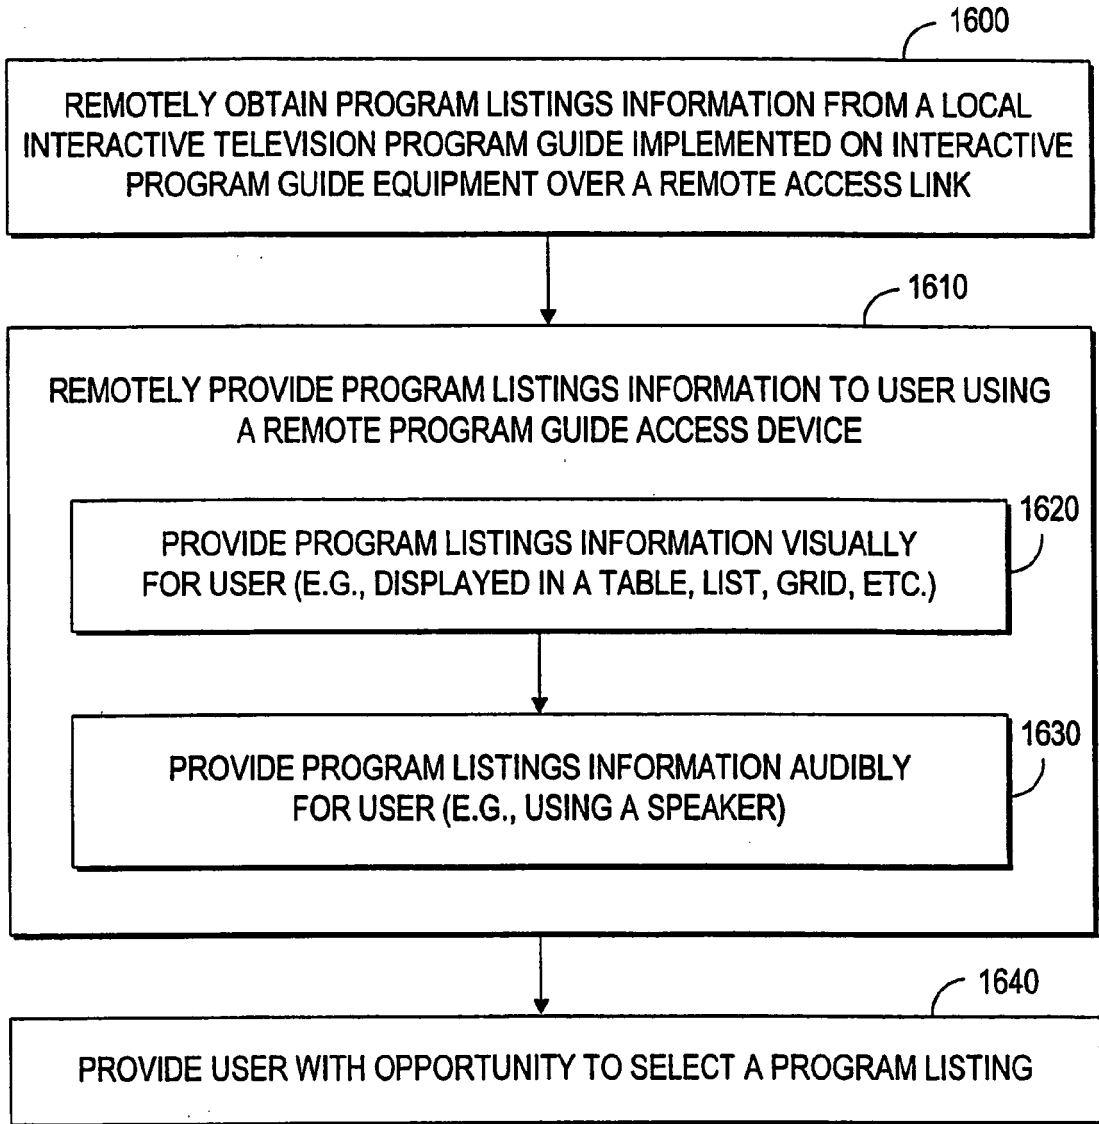 1600
REMOTELY OBTAIN PROGRAM LISTINGS INFORMATION FROM A LOCAL
INTERACTIVE TELEVISION PROGRAM GUIDE IMPLEMENTED ON INTERACTIVE
PROGRAM GUIDE EQUIPMENT OVER A REMOTE ACCESS LINK
1610
REMOTELY PROVIDE PROGRAM LISTINGS INFORMATION TO USER USING
A REMOTE PROGRAM GUIDE ACCESS DEVICE
1620
PROVIDE PROGRAM LISTINGS INFORMATION VISUALLY
FOR USER (E.G., DISPLAYED IN A TABLE, LIST, GRID, ETC.)
1630
PROVIDE PROGRAM LISTINGS INFORMATION AUDIBLY
FOR USER (E.G., USING A SPEAKER)
1640
PROVIDE USER WITH OPPORTUNITY TO SELECT A PROGRAM LISTING